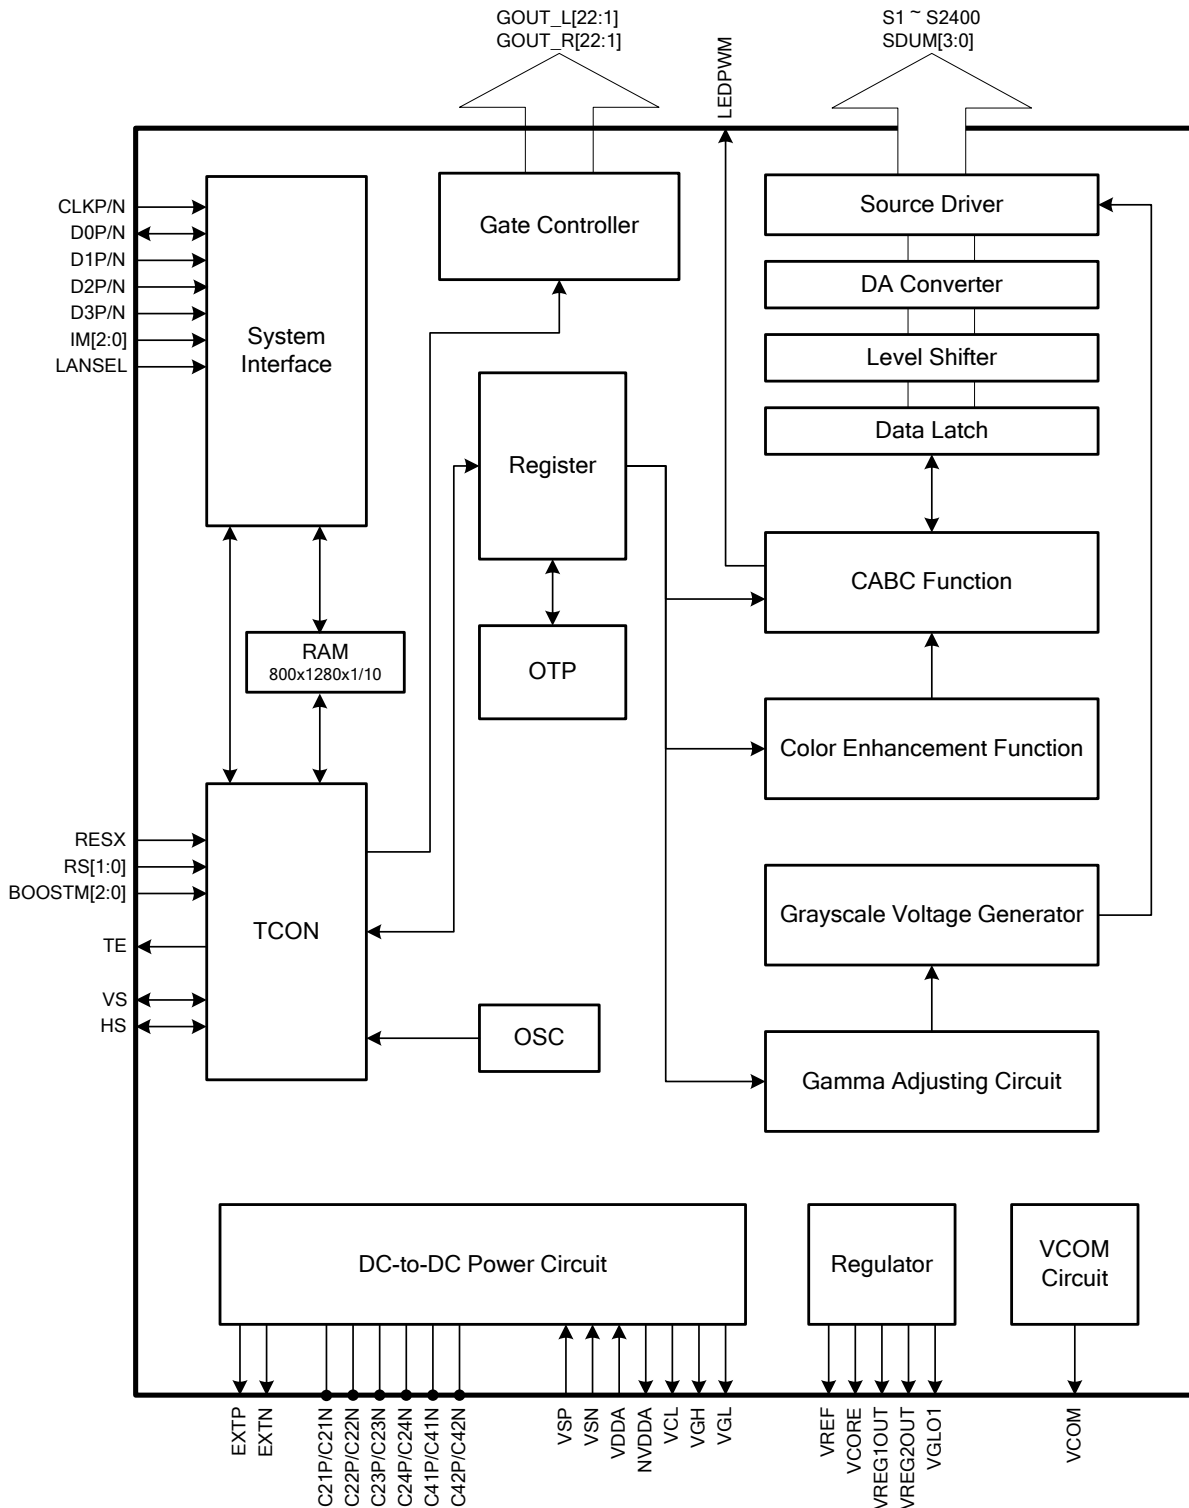 GOUT_L[22:1]
GOUT_R[22:1]
S1 ~ S2400
SDUM[3:0]
LEDPWM
CLKP/N
D0P/N
D1P/N
D2P/N
D3P/N
IM[2:0]
LANSEL
System
Interface
Gate Controller
Source Driver
DA Converter
Level Shifter
Data Latch
Register
CABC Function
RAM
800x1280x1/10
OTP
Color Enhancement Function
RESX
RS[1:0]
BOOSTM[2:0]
TE
VS
HS
TCON
OSC
Grayscale Voltage Generator
Gamma Adjusting Circuit
DC-to-DC Power Circuit
Regulator
VCOM
Circuit
EXTP
EXTN
C21P/C21N
C22P/C22N
C23P/C23N
C24P/C24N
C41P/C41N
C42P/C42N
VSP
VSN
VDDA
NVDDA
VCL
VGH
VGL
VREF
VCORE
VREG1OUT
VREG2OUT
VGLO1
VCOM